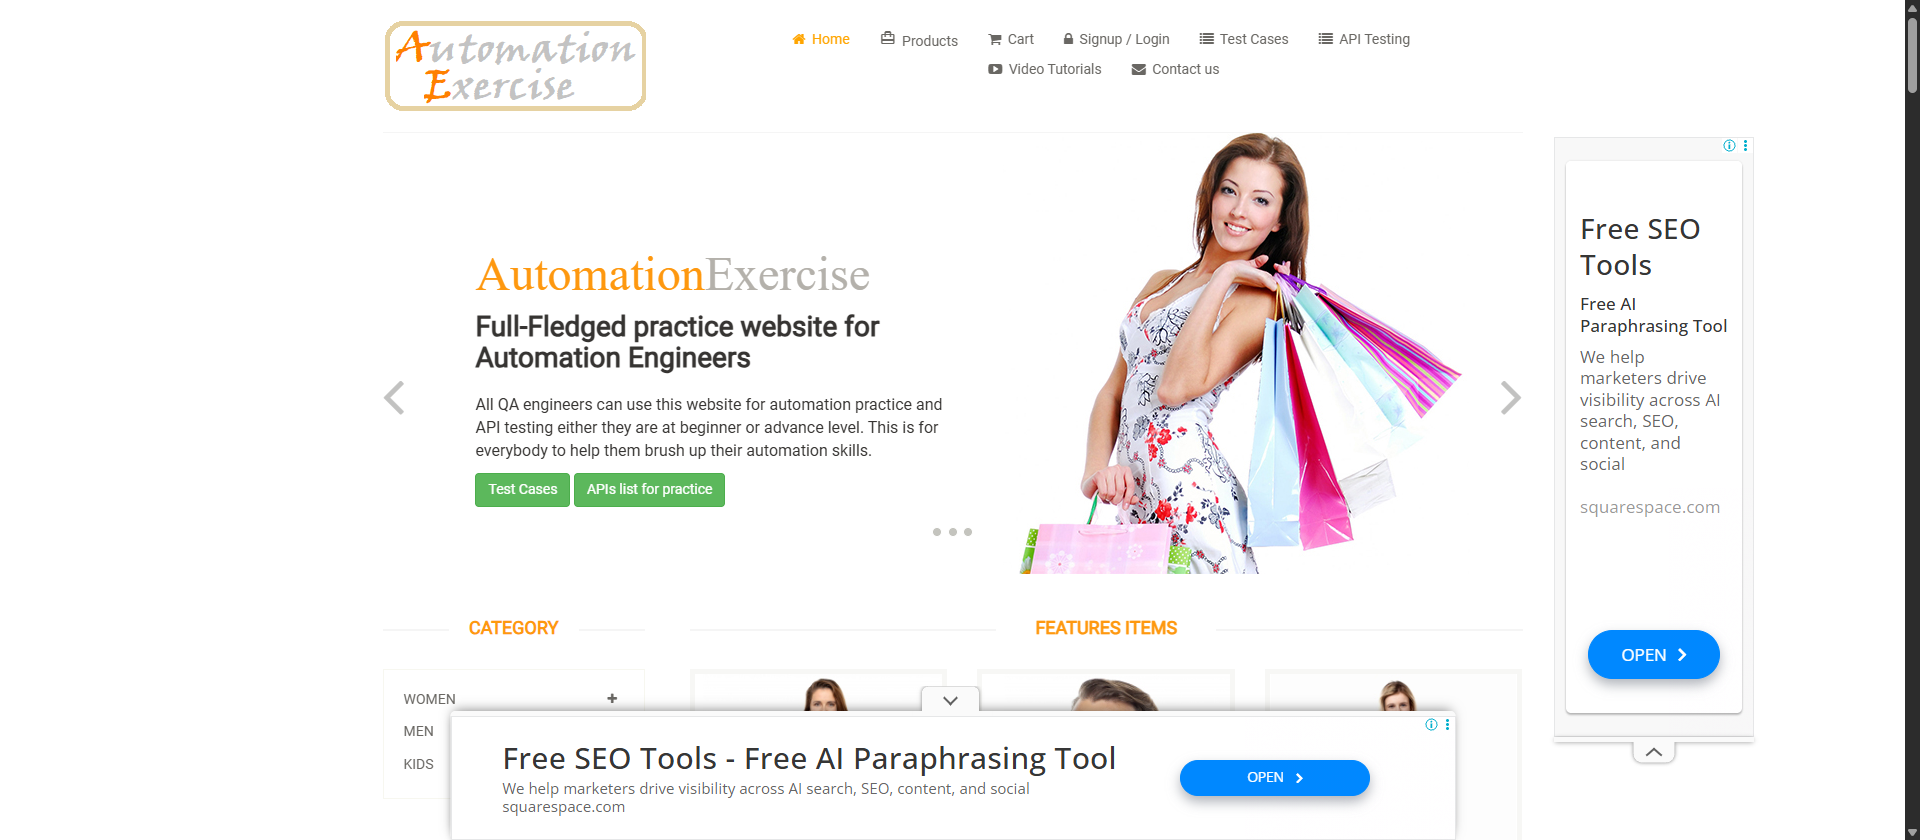 Automation
Exercise
Home
Products
Cart
Signup / Login
Test Cases
API Testing
Video Tutorials
Contact us
AutomationExercise
Full-Fledged practice website for
Automation Engineers
All QA engineers can use this website for automation practice and
API testing either they are at beginner or advance level. This is for
everybody to help them brush up their automation skills.
Test Cases
APIs list for practice
Free SEO
Tools
Free AI
Paraphrasing Tool
We help
marketers drive
visibility across AI
search, SEO,
content, and
social
squarespace.com
OPEN
CATEGORY
WOMEN
MEN
KIDS
FEATURES ITEMS
Free SEO Tools - Free AI Paraphrasing Tool
We help marketers drive visibility across AI search, SEO, content, and social
squarespace.com
OPEN